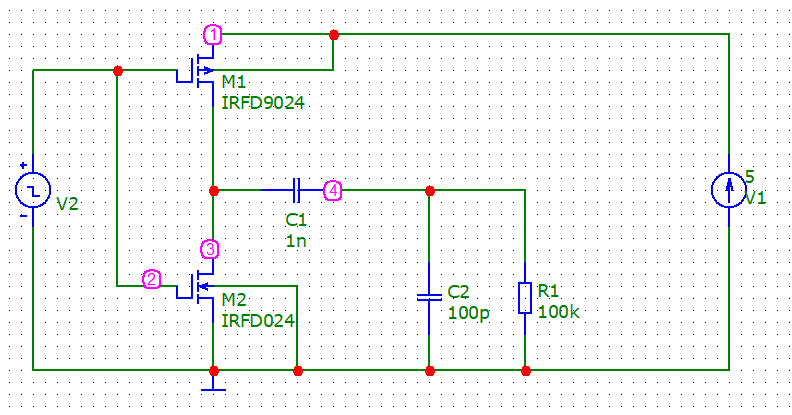 1
M1
IRFD9024
V2
4
5
V1
C1
1n
3
2
M2
IRFD024
C2
100p
R1
100k
+
-